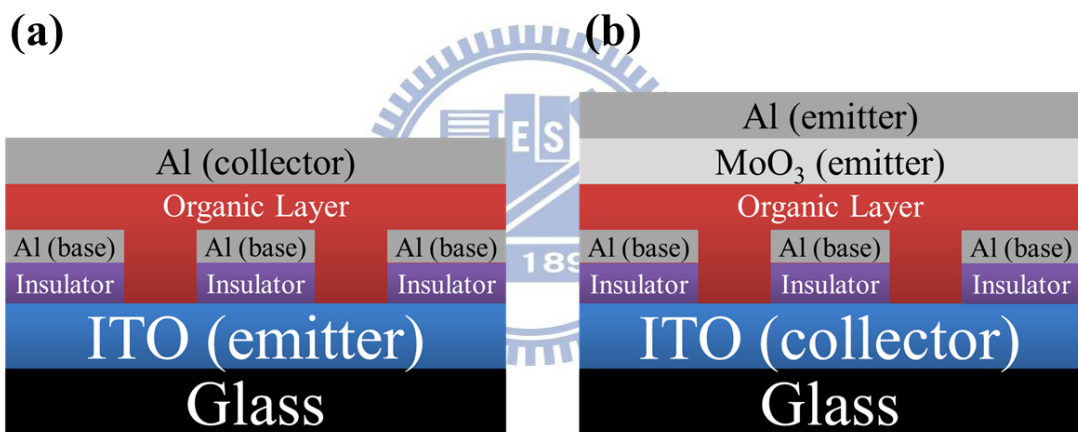 (a)
Al (collector)
Organic Layer
Al (base) Al (base) Al (base)
Insulator Insulator Insulator
ITO (emitter)
Glass
(b)
Al (emitter)
MoO₃ (emitter)
Organic Layer
Al (base) Al (base) Al (base)
Insulator Insulator Insulator
ITO (collector)
Glass
E S
189